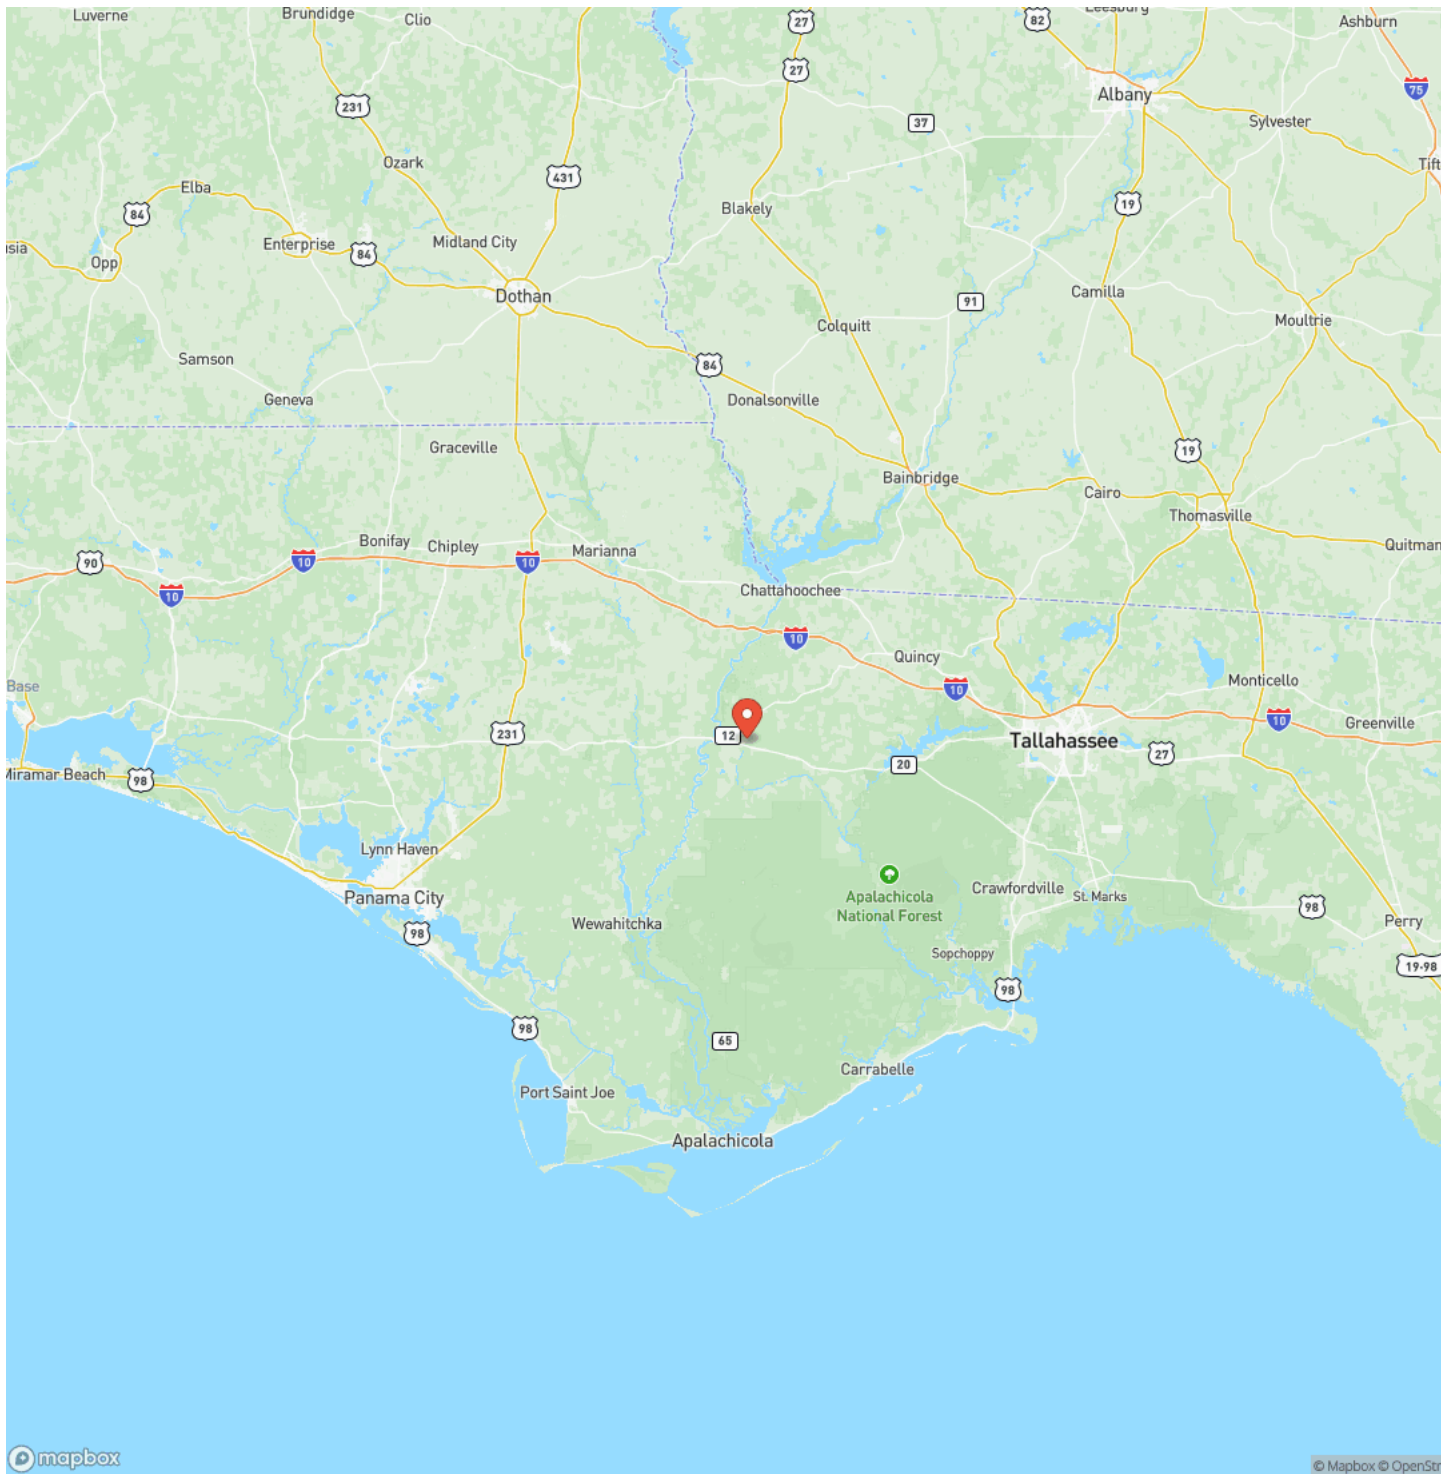 Luverne
Brundidge
Clio
27
82
Leesburg
Ashburn
27
75
231
Albany
37
Sylvester
Ozark
Tift
431
Elba
84
19
Blakely
Enterprise
Midland City
84
sia
Opp
Dothan
91
Camilla
Colquitt
Moultrie
Samson
84
Geneva
Donalsonville
Graceville
19
Bainbridge
Cairo
Thomasville
Bonifay
Chipley
Marianna
Quitman
90
10
10
10
Chattahoochee
10
Quincy
Monticello
Base
10
10
Greenville
231
12
Tallahassee
27
20
Miramar Beach
98
Lynn Haven
Apalachicola
National Forest
Crawfordville
St. Marks
Panama City
98
Perry
Wewahitchka
98
Sopchoppy
19-98
98
98
65
Carrabelle
Port Saint Joe
Apalachicola
mapbox
© Mapbox © OpenStr